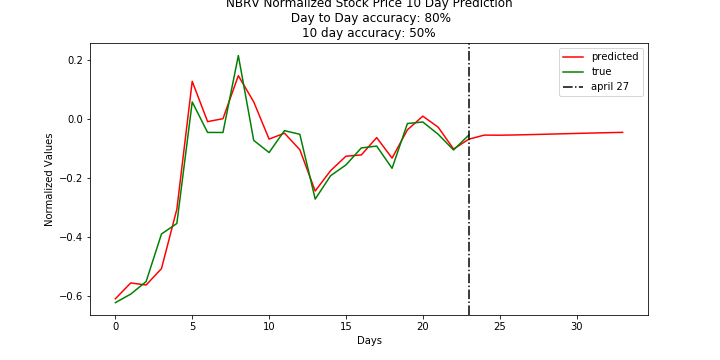 NBRV Normalized Stock Price 10 Day Prediction
Day to Day accuracy: 80%
10 day accuracy: 50%
predicted
true
april 27
Normalized Values
0.2
0.0
−0.2
−0.4
−0.6
0 5 10 15 20 25 30
Days